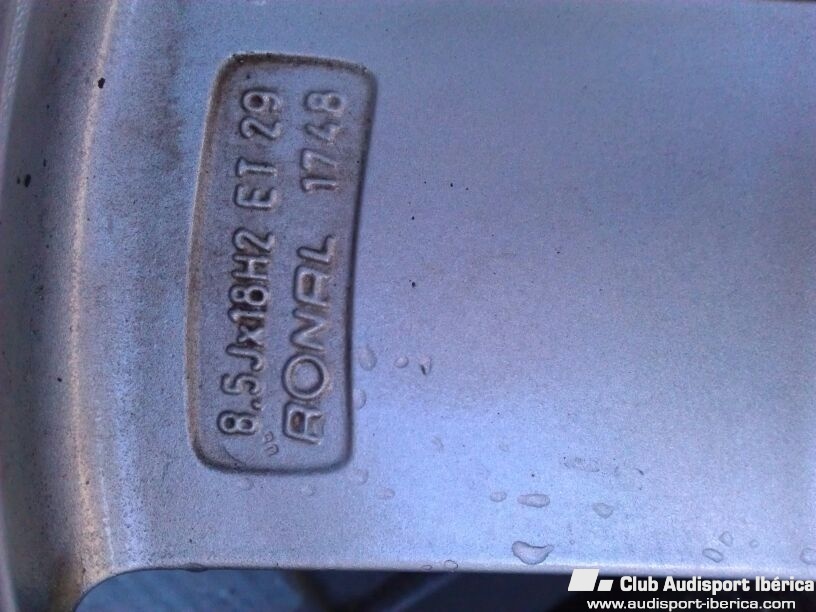 8.5Jx18H2 ET 29
RONAL 1748
Club Audisport Ibérica
www.audisport-iberica.com